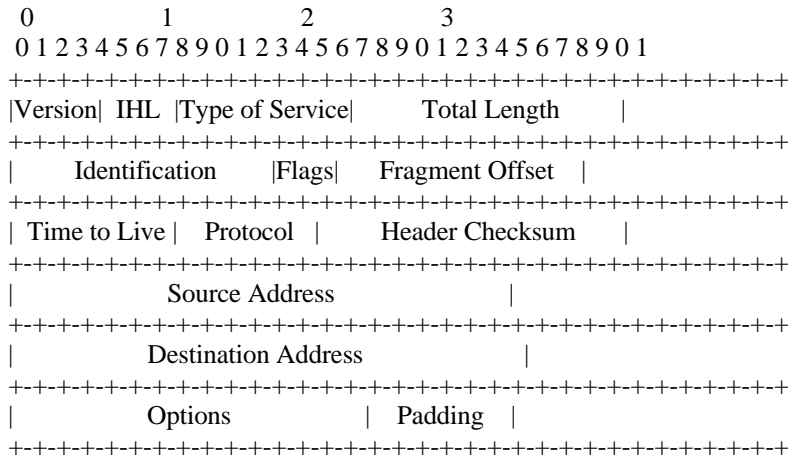 0 1 2 3
0 1 2 3 4 5 6 7 8 9 0 1 2 3 4 5 6 7 8 9 0 1 2 3 4 5 6 7 8 9 0 1
+-+-+-+-+-+-+-+-+-+-+-+-+-+-+-+-+-+-+-+-+-+-+-+-+-+-+-+-+-+-+-+-+
|Version| IHL |Type of Service| Total Length |
+-+-+-+-+-+-+-+-+-+-+-+-+-+-+-+-+-+-+-+-+-+-+-+-+-+-+-+-+-+-+-+-+
| Identification |Flags| Fragment Offset |
+-+-+-+-+-+-+-+-+-+-+-+-+-+-+-+-+-+-+-+-+-+-+-+-+-+-+-+-+-+-+-+-+
| Time to Live | Protocol | Header Checksum |
+-+-+-+-+-+-+-+-+-+-+-+-+-+-+-+-+-+-+-+-+-+-+-+-+-+-+-+-+-+-+-+-+
| Source Address |
+-+-+-+-+-+-+-+-+-+-+-+-+-+-+-+-+-+-+-+-+-+-+-+-+-+-+-+-+-+-+-+-+
| Destination Address |
+-+-+-+-+-+-+-+-+-+-+-+-+-+-+-+-+-+-+-+-+-+-+-+-+-+-+-+-+-+-+-+-+
| Options | Padding |
+-+-+-+-+-+-+-+-+-+-+-+-+-+-+-+-+-+-+-+-+-+-+-+-+-+-+-+-+-+-+-+-+